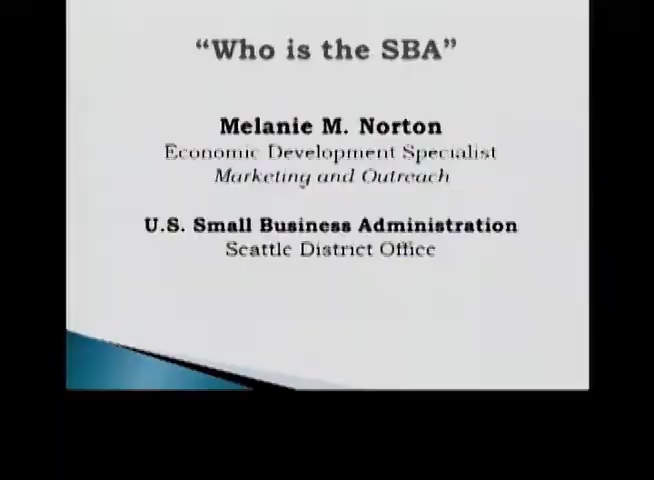 “Who is the SBA”
Melanie M. Norton
Economic Development Specialist
Marketing and Outreach
U.S. Small Business Administration
Seattle District Office